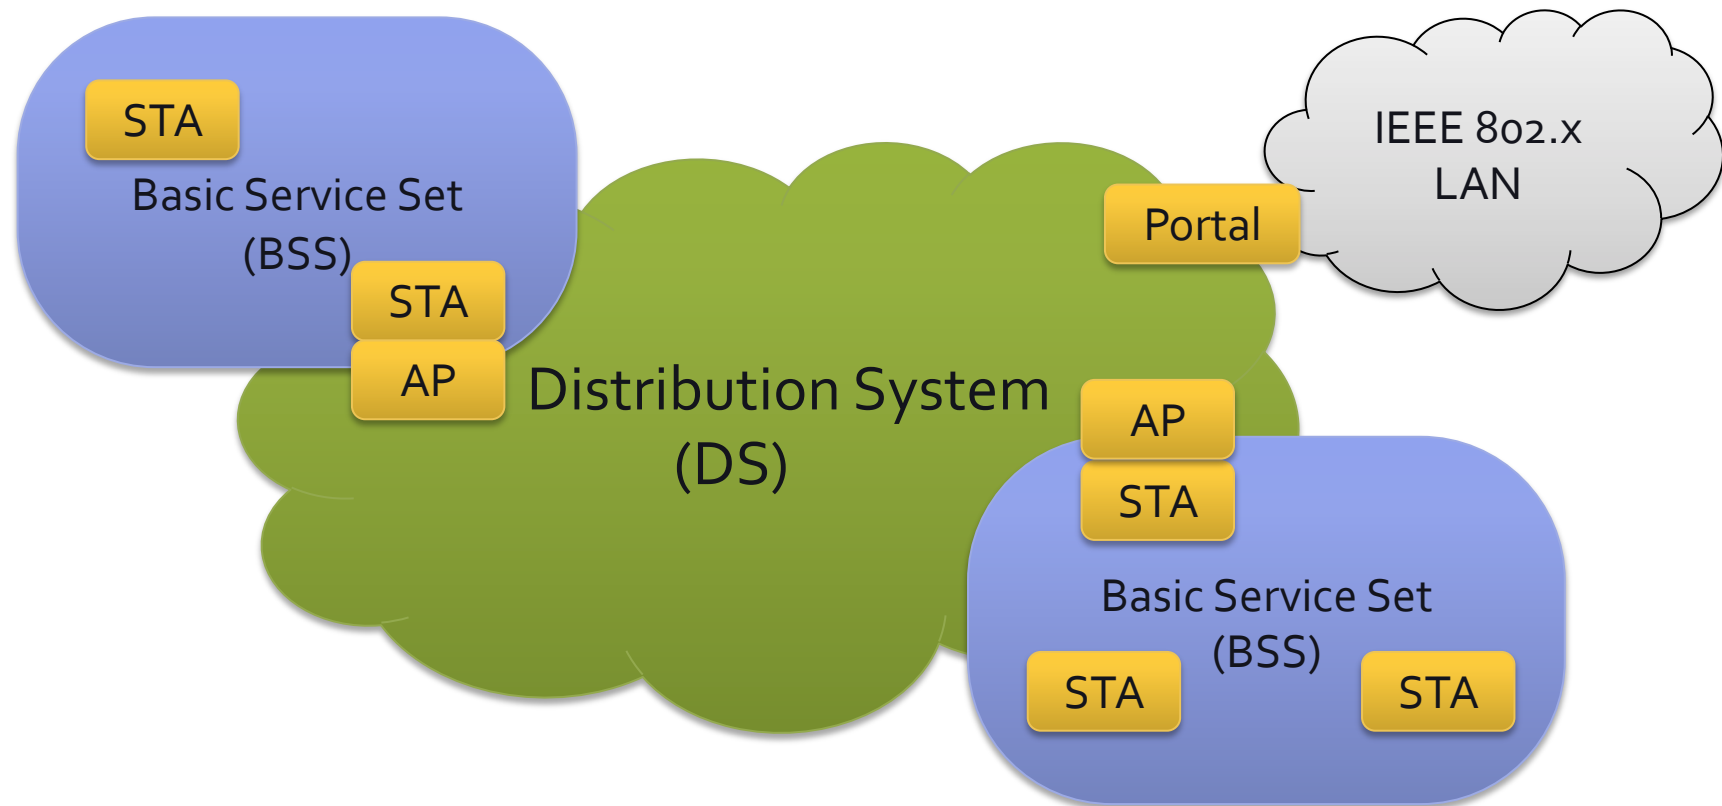 STA
Basic Service Set
(BSS)
STA
AP
Distribution System
(DS)
Portal
IEEE 802.x
LAN
AP
STA
Basic Service Set
(BSS)
STA
STA